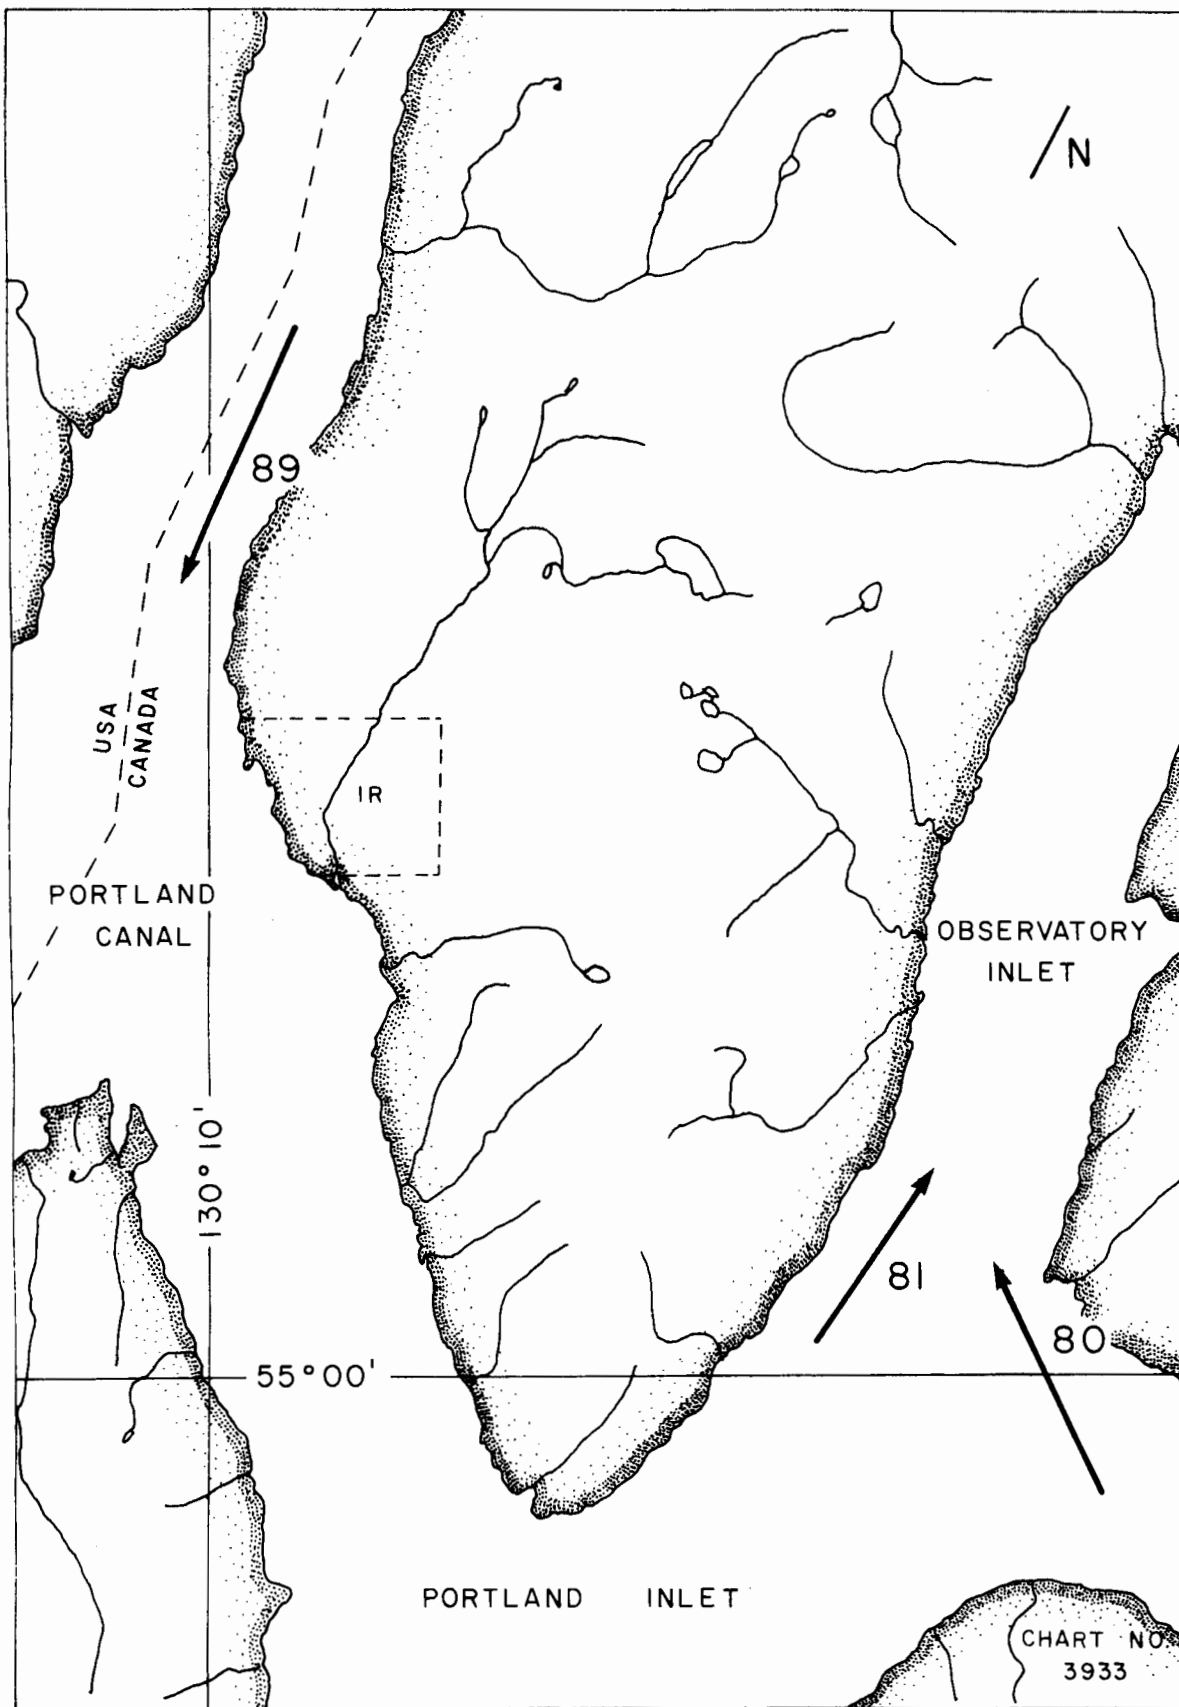 N
89
USA
CANADA
IR
PORTLAND
CANAL
OBSERVATORY
INLET
130° 10'
81
80
55° 00'
PORTLAND INLET
CHART NO.
3933